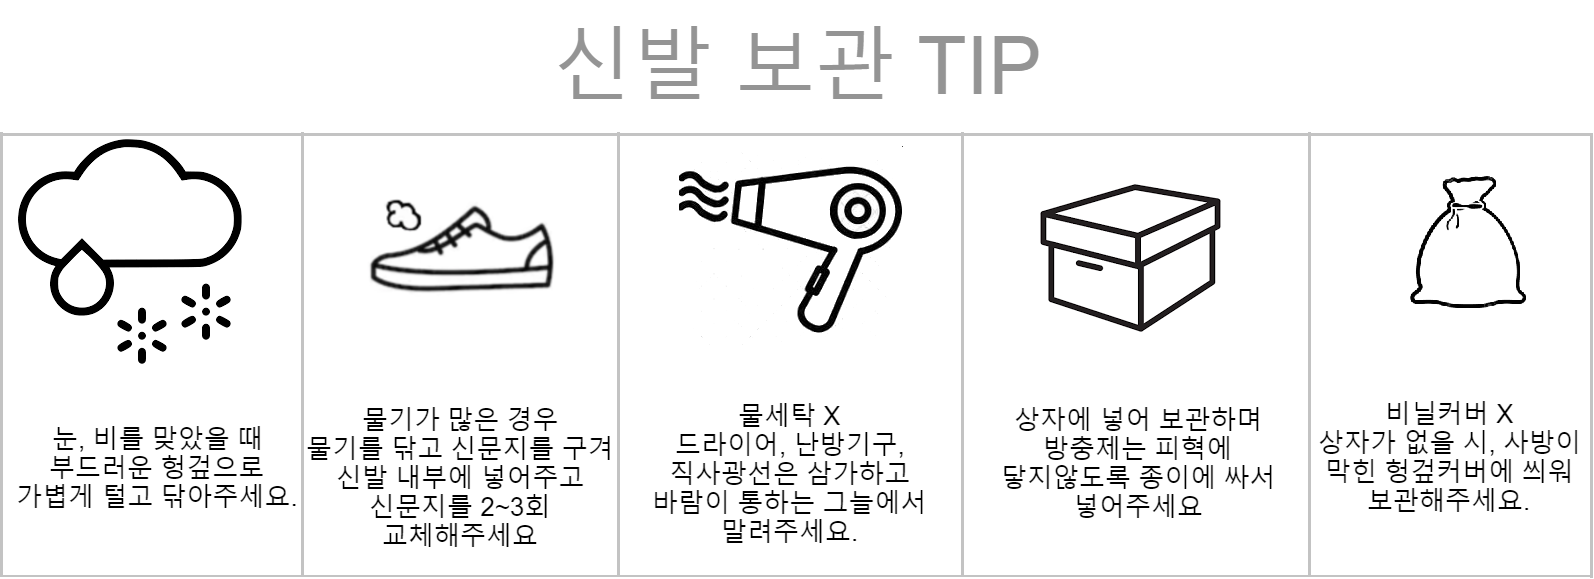 신발 보관 TIP
눈, 비를 맞았을 때
부드러운 헝겊으로
가볍게 털고 닦아주세요.
물기가 많은 경우
물기를 닦고 신문지를 구겨
신발 내부에 넣어주고
신문지를 2~3회
교체해주세요
물세탁 X
드라이어, 난방기구,
직사광선은 삼가하고
바람이 통하는 그늘에서
말려주세요.
상자에 넣어 보관하며
방충제는 피혁에
닿지않도록 종이에 싸서
넣어주세요
비닐커버 X
상자가 없을 시, 사방이
막힌 헝겊커버에 씌워
보관해주세요.